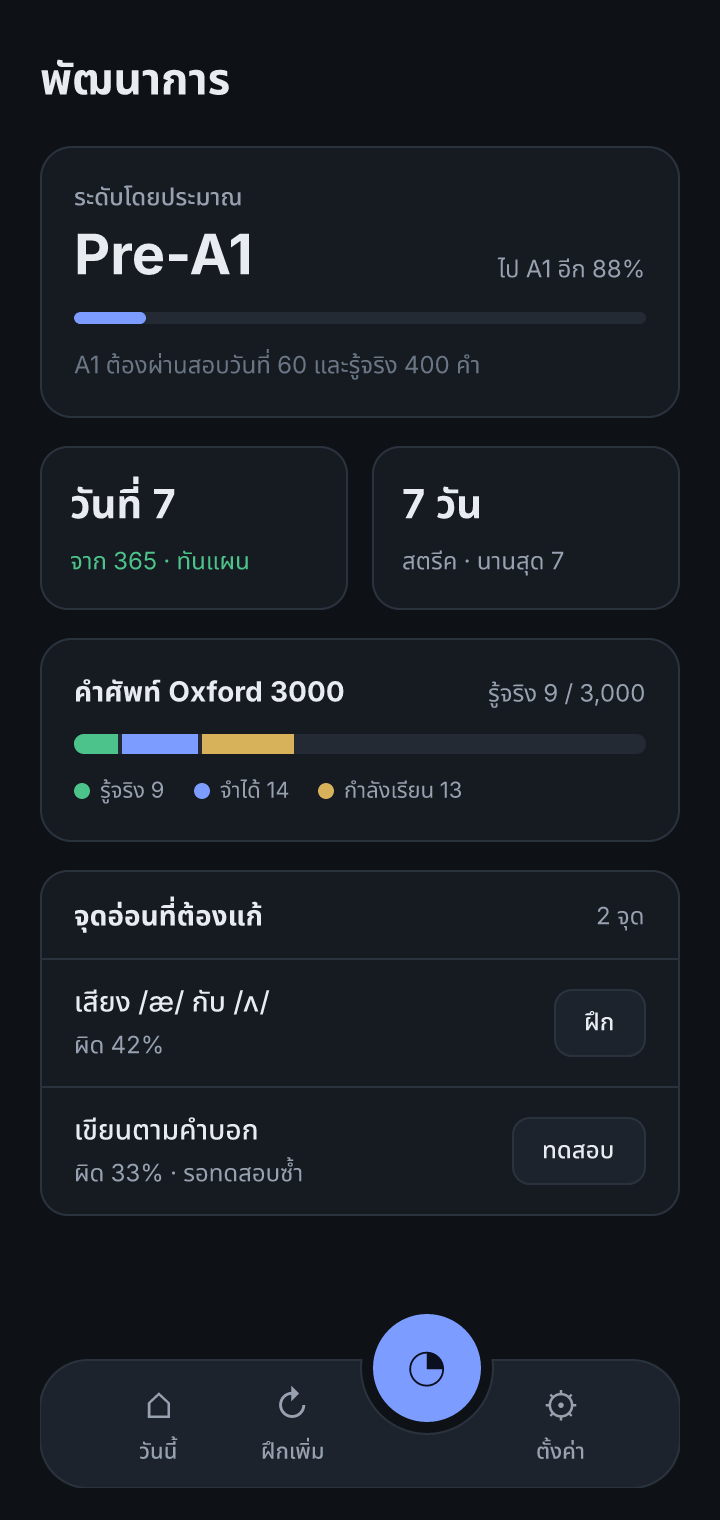 พัฒนาการ
ระดับโดยประมาณ
Pre-A1
ไป A1 อีก 88%
A1 ต้องผ่านสอบวันที่ 60 และรู้จริง 400 คำ
วันที่ 7
จาก 365 · ทันแผน
7 วัน
สตรีค · นานสุด 7
คำศัพท์ Oxford 3000
รู้จริง 9 / 3,000
รู้จริง 9
จำได้ 14
กำลังเรียน 13
จุดอ่อนที่ต้องแก้
2 จุด
เสียง /æ/ กับ /ʌ/
ผิด 42%
ฝึก
เขียนตามคำบอก
ผิด 33% · รอทดสอบซ้ำ
ทดสอบ
วันนี้
ฝึกเพิ่ม
ตั้งค่า